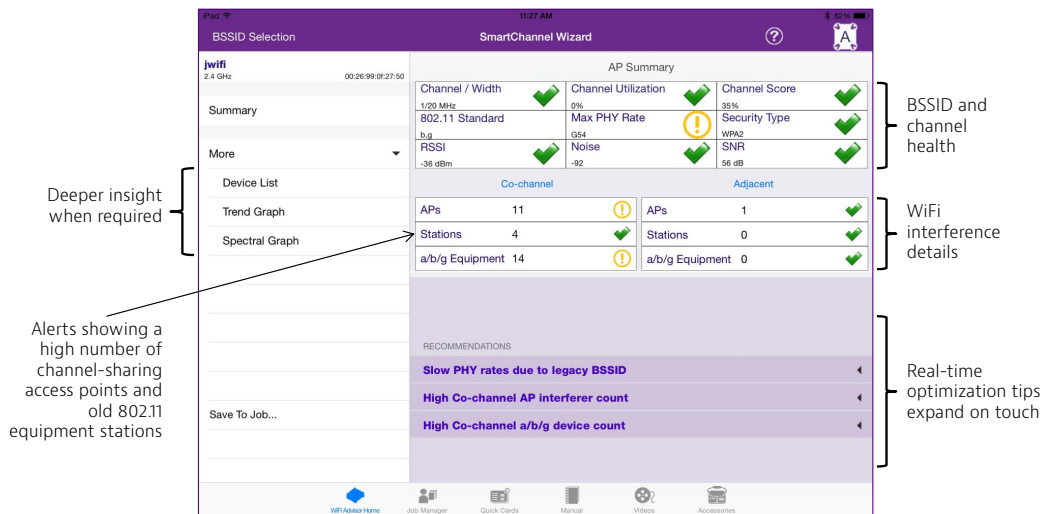 iPad 11:27 AM 82%
BSSID Selection SmartChannel Wizard ? A
jwifi
2.4 GHz 00:26:99:0f:27:50
Summary
More
Device List
Trend Graph
Spectral Graph
Save To Job...
AP Summary
Channel / Width Channel Utilization Channel Score
1/20 MHz 0% 35%
802.11 Standard Max PHY Rate Security Type
b,g G54 WPA2
RSSI Noise SNR
-36 dBm -92 56 dB
Co-channel Adjacent
APs 11 APs 1
Stations 4 Stations 0
a/b/g Equipment 14 a/b/g Equipment 0
RECOMMENDATIONS
Slow PHY rates due to legacy BSSID
High Co-channel AP interferer count
High Co-channel a/b/g device count
WiFi Advisor Home Job Manager Quick Cards Manual Videos Accessories
Deeper insight
when required
Alerts showing a
high number of
channel-sharing
access points and
old 802.11
equipment stations
BSSID and
channel
health
WiFi
interference
details
Real-time
optimization tips
expand on touch